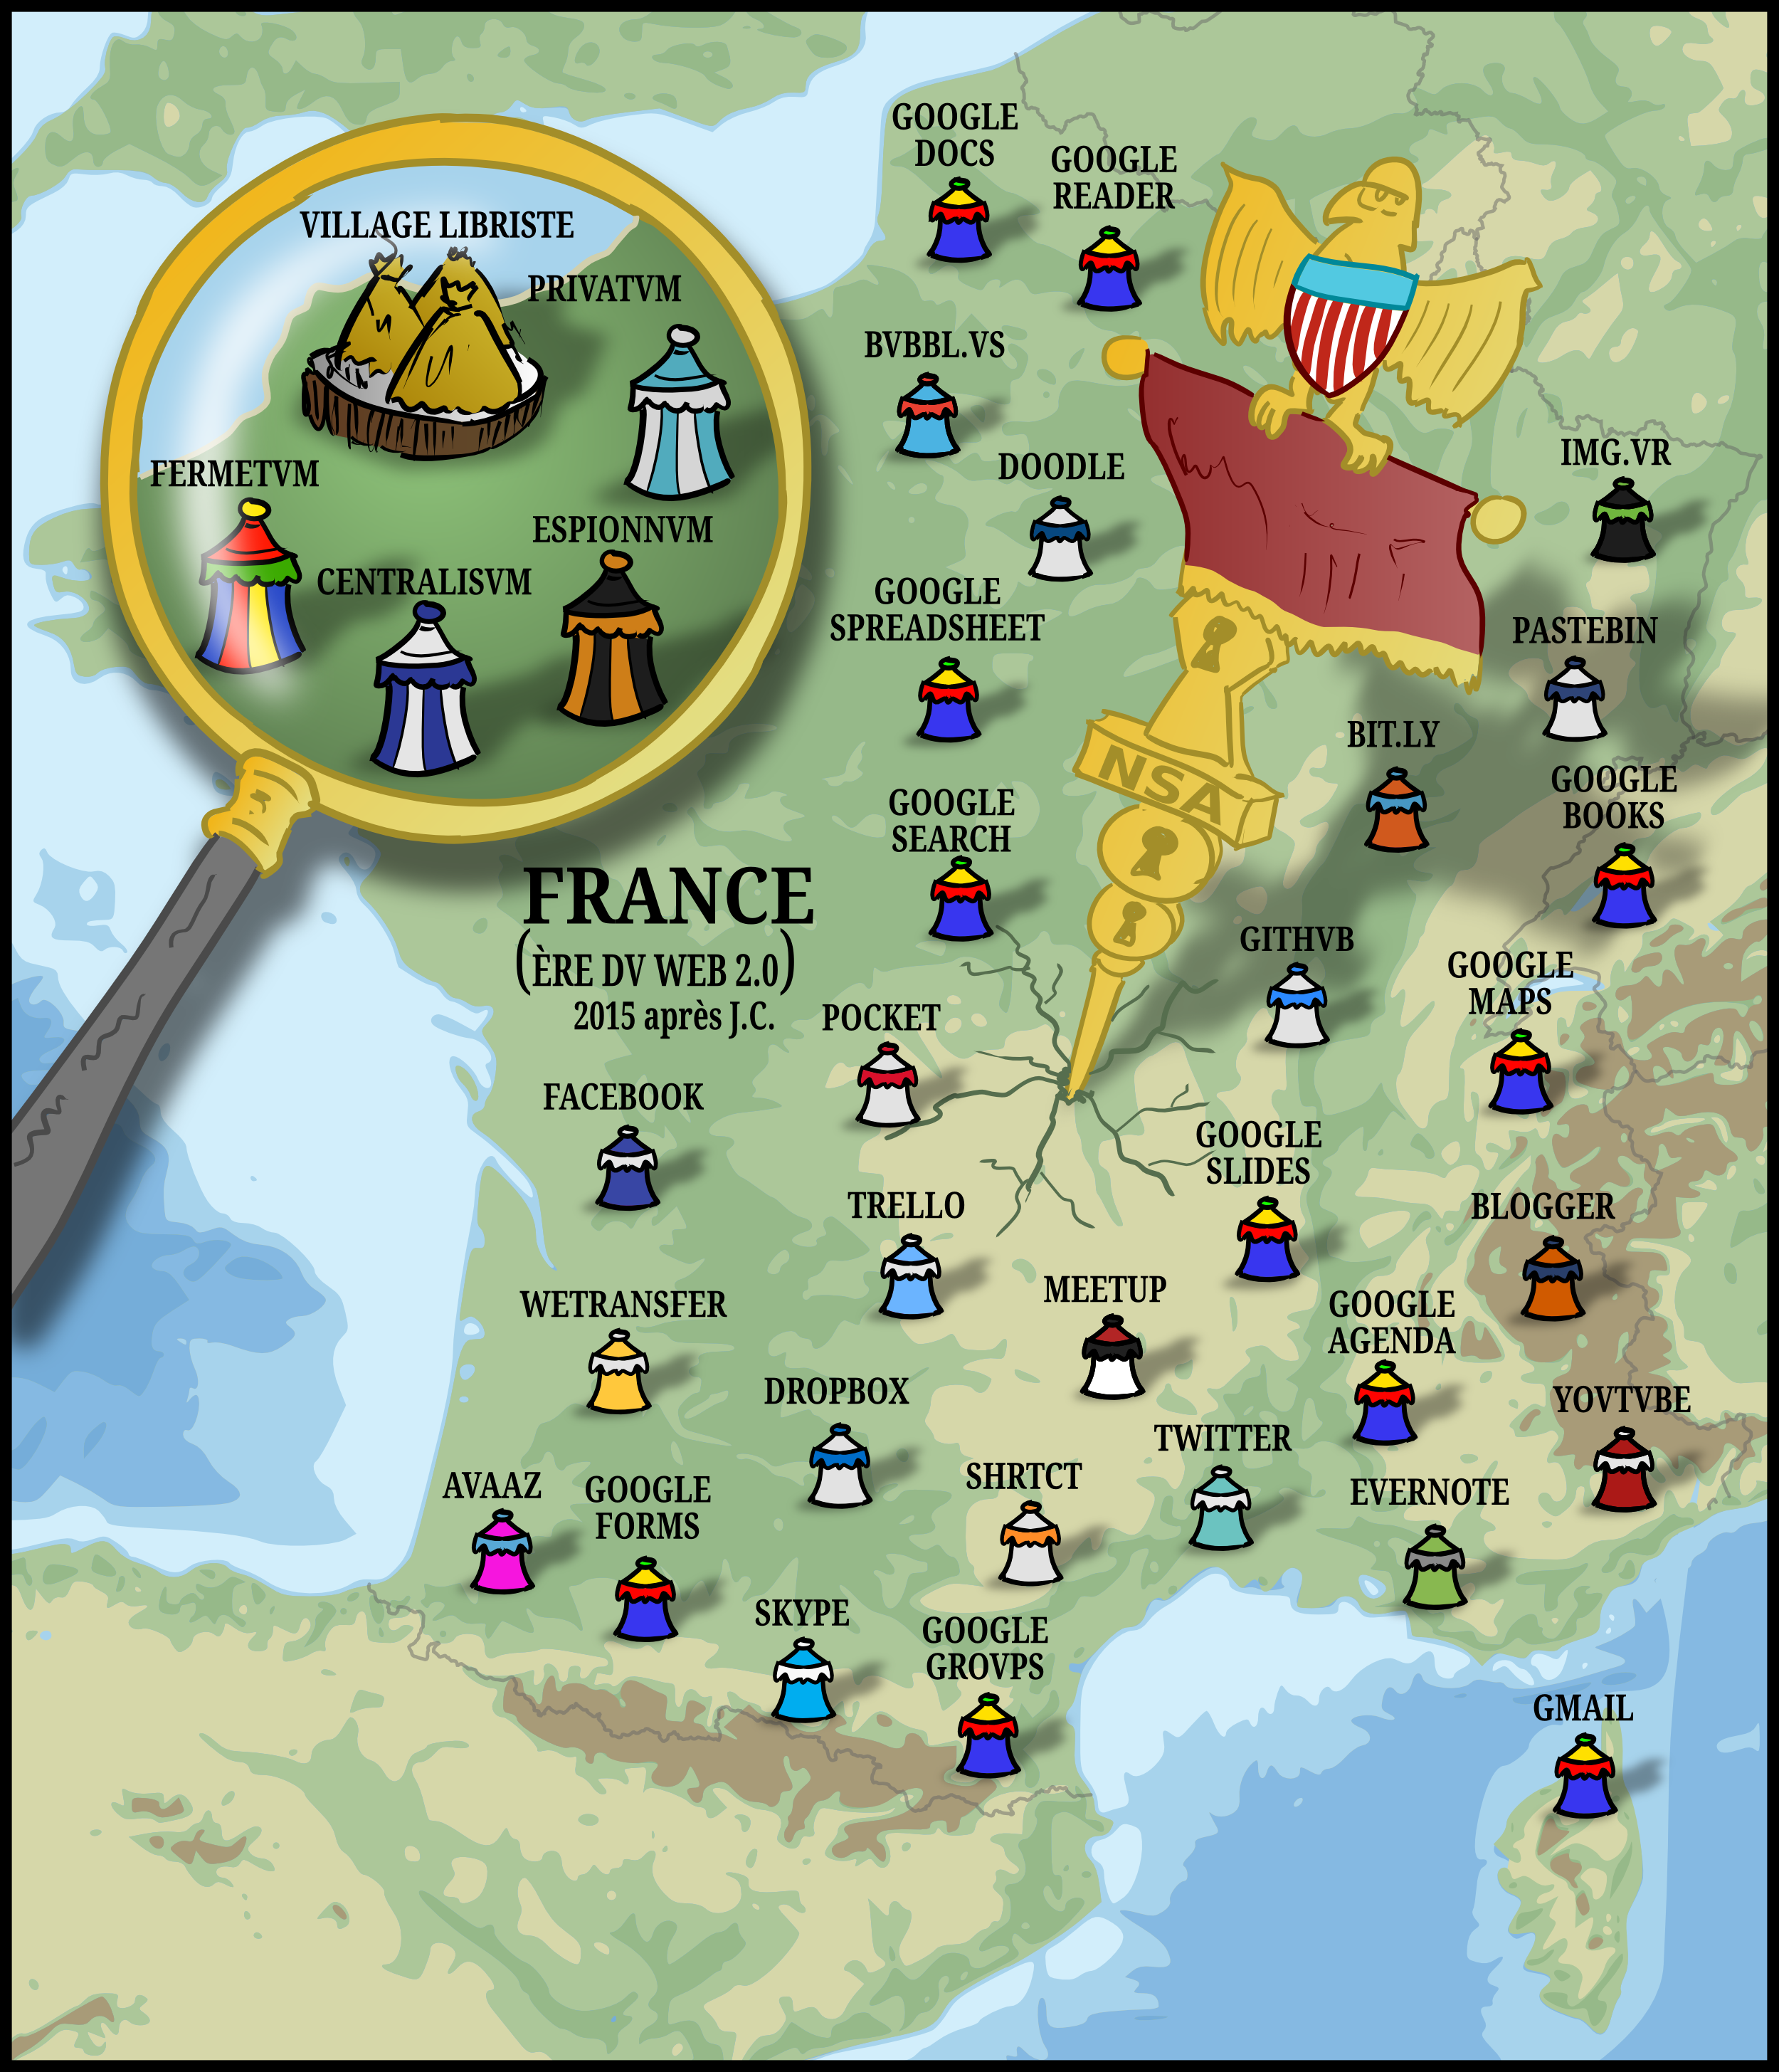 VILLAGE LIBRISTE
PRIVATVM
FERMETVM
ESPIONNVM
CENTRALISVM
FRANCE
(ÈRE DV WEB 2.0)
2015 après J.C.
GOOGLE
DOCS
GOOGLE
READER
BVBBL.VS
DOODLE
IMG.VR
GOOGLE
SPREADSHEET
PASTEBIN
NSA
BIT.LY
GOOGLE
BOOKS
GOOGLE
SEARCH
GITHVB
GOOGLE
MAPS
POCKET
FACEBOOK
GOOGLE
SLIDES
TRELLO
BLOGGER
MEETUP
WETRANSFER
GOOGLE
AGENDA
DROPBOX
YOVTVBE
TWITTER
SHRTCT
EVERNOTE
AVAAZ
GOOGLE
FORMS
SKYPE
GOOGLE
GROVPS
GMAIL